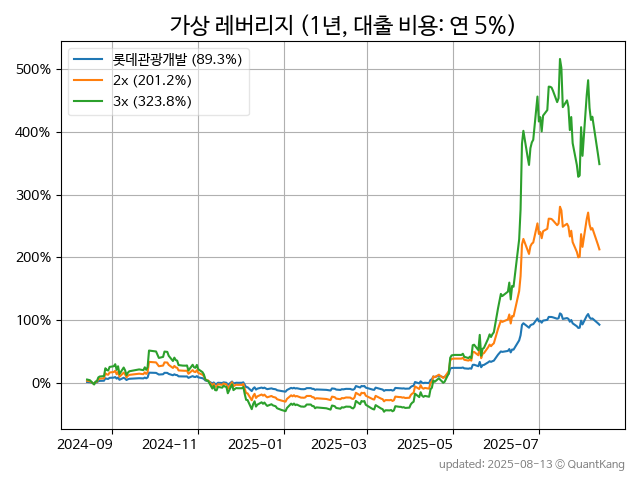 가상 레버리지 (1년, 대출 비용: 연 5%)
롯데관광개발 (89.3%)
2x (201.2%)
3x (323.8%)
500%
400%
300%
200%
100%
0%
2024-09 2024-11 2025-01 2025-03 2025-05 2025-07
updated: 2025-08-13 © QuantKang